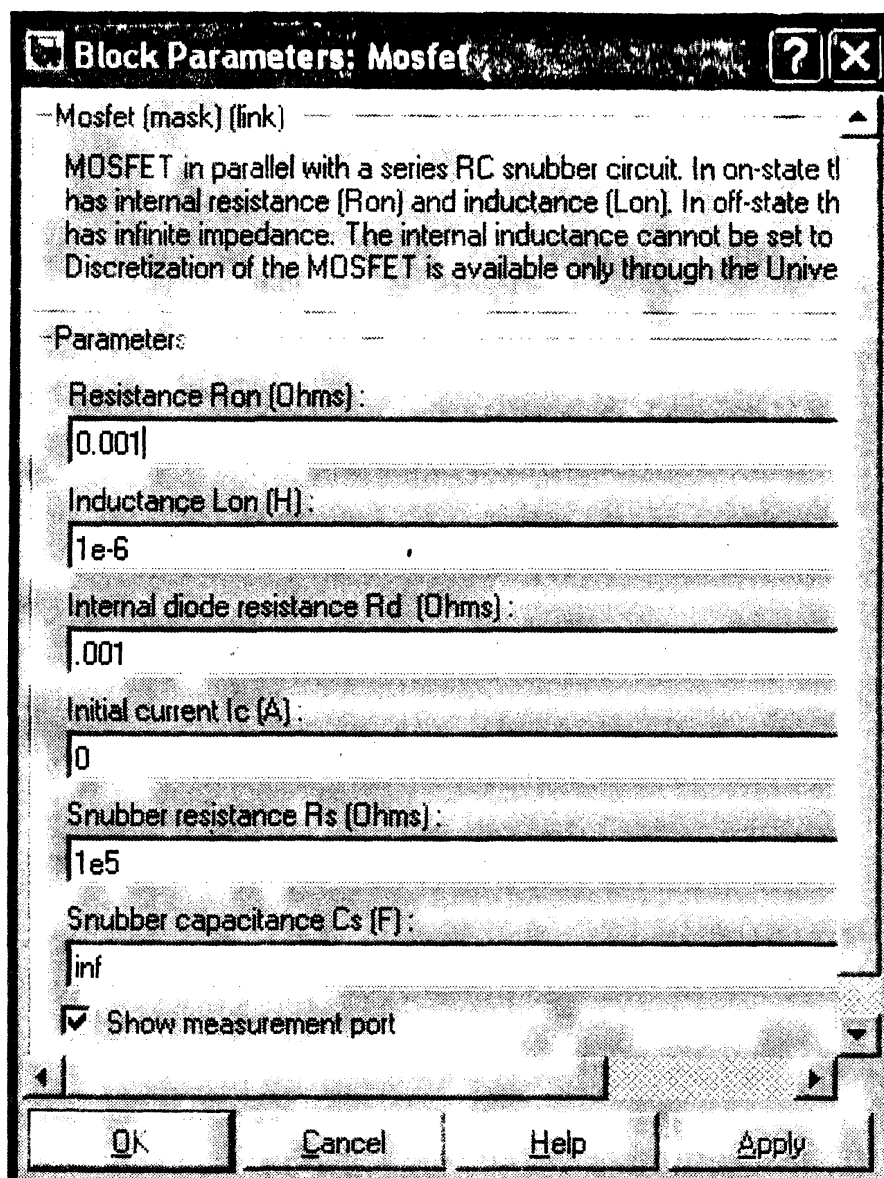 Block Parameters: Mosfet
Mosfet (mask) (link)
MOSFET in parallel with a series RC snubber circuit. In on-state tl
has internal resistance (Ron) and inductance (Lon). In off-state th
has infinite impedance. The internal inductance cannot be set to
Discretization of the MOSFET is available only through the Unive
Parameters
Resistance Ron (Ohms) :
0.001
Inductance Lon (H) :
1e-6
Internal diode resistance Rd (Ohms) :
.001
Initial current Ic (A) :
0
Snubber resistance Rs (Ohms) :
1e5
Snubber capacitance Cs (F) :
inf
Show measurement port
OK Cancel Help Apply